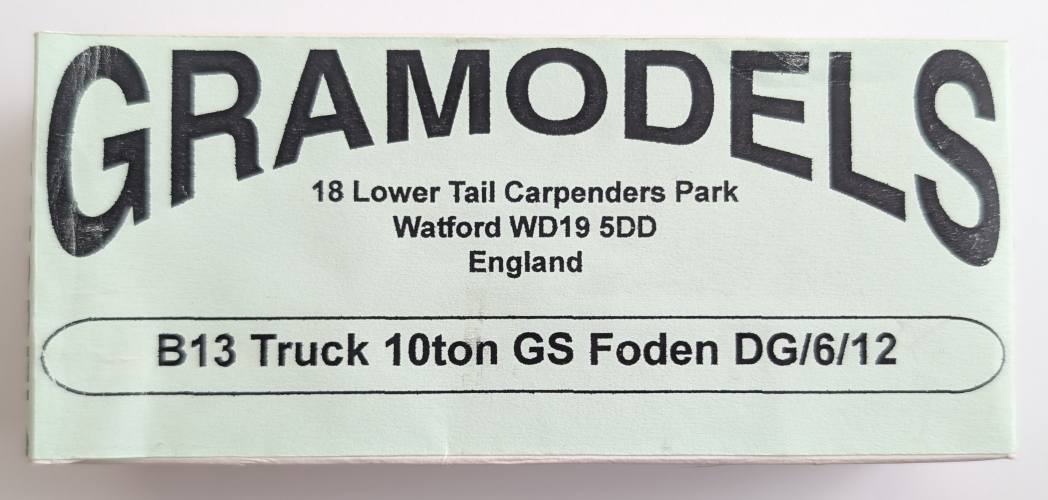 GRAMODELS
18 Lower Tail Carpenders Park
Watford WD19 5DD
England
B13 Truck 10ton GS Foden DG/6/12